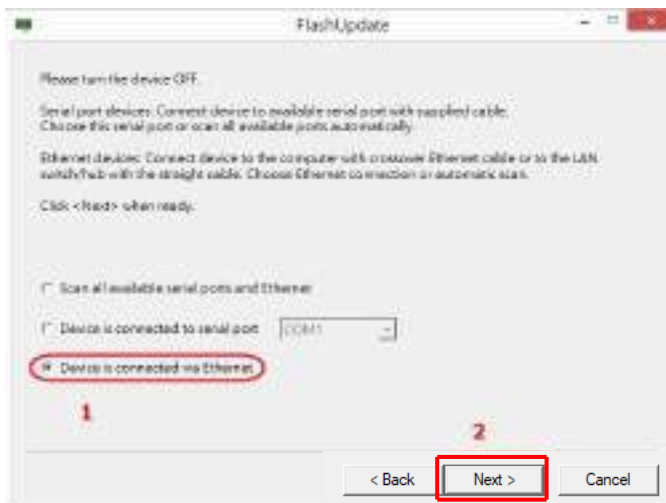 FlashUpdate
Please turn the device OFF.
Serial port devices: Connect device to available serial port with supplied cable.
Choose this serial port or scan all available ports automatically.
Ethernet devices: Connect device to the computer with crossover Ethernet cable or to the LAN
switch/hub with the straight cable. Choose Ethernet connection or automatic scan.
Click <Next> when ready.
Scan all available serial ports and Ethernet
Device is connected to serial port COM1
Device is connected via Ethernet
1
2
< Back Next > Cancel